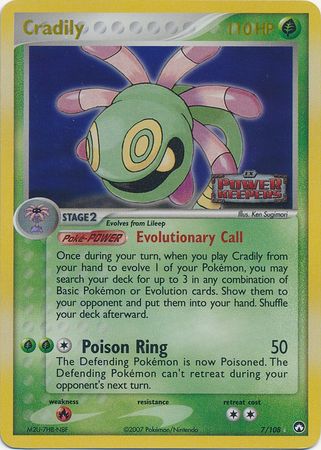 Cradily 110 HP
EX
POWER
KEEPERS
Illus. Ken Sugimori
STAGE 2
Evolves from Lileep
Poké-POWER Evolutionary Call
Once during your turn, when you play Cradily from
your hand to evolve 1 of your Pokémon, you may
search your deck for up to 3 in any combination of
Basic Pokémon or Evolution cards. Show them to
your opponent and put them into your hand. Shuffle
your deck afterward.
Poison Ring 50
The Defending Pokémon is now Poisoned. The
Defending Pokémon can't retreat during your
opponent's next turn.
weakness resistance retreat cost
M2U-7H8-NBF ©2007 Pokémon/Nintendo 7/108